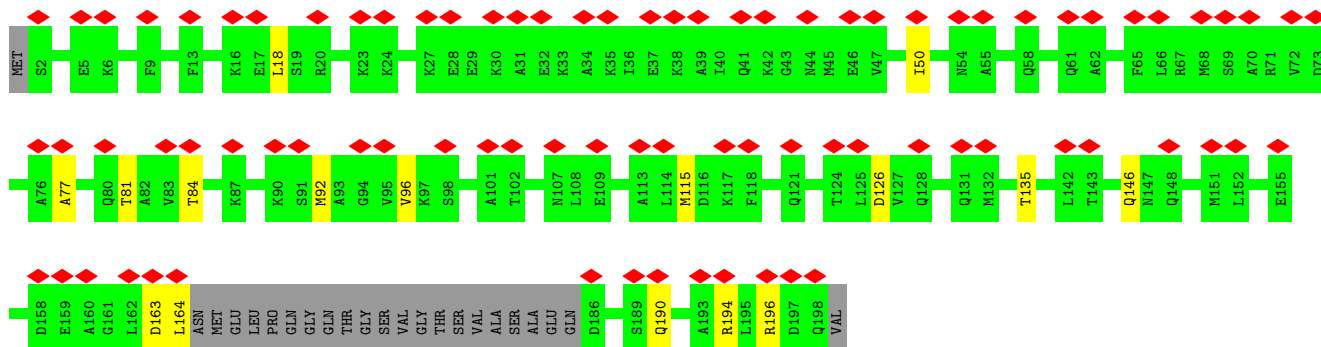 MET S2 E5 K6 F9 F13 K16 E17 L18 S19 R20 K23 K24 K27 E28 E29 K30 A31 E32 K33 A34 K35 I36 E37 K38 A39 I40 Q41 K42 G43 N44 M45 E46 V47 I50 N54 A55 Q58 Q61 A62 F65 L66 R67 M68 S69 A70 R71 V72 D73
A76 A77 Q80 T81 A82 V83 T84 K87 K90 S91 M92 A93 G94 V95 V96 K97 S98 A101 T102 N107 L108 E109 A113 L114 M115 D116 K117 F118 Q121 T124 L125 D126 V127 Q128 Q131 M132 T135 L142 T143 Q146 N147 Q148 M151 L152 E155
D158 E159 A160 G161 L162 D163 L164 ASN MET GLU LEU PRO GLN GLY GLN THR GLY SER VAL GLY THR SER VAL ALA SER ALA GLU GLN D186 S189 Q190 A193 R194 L195 R196 D197 Q198 VAL